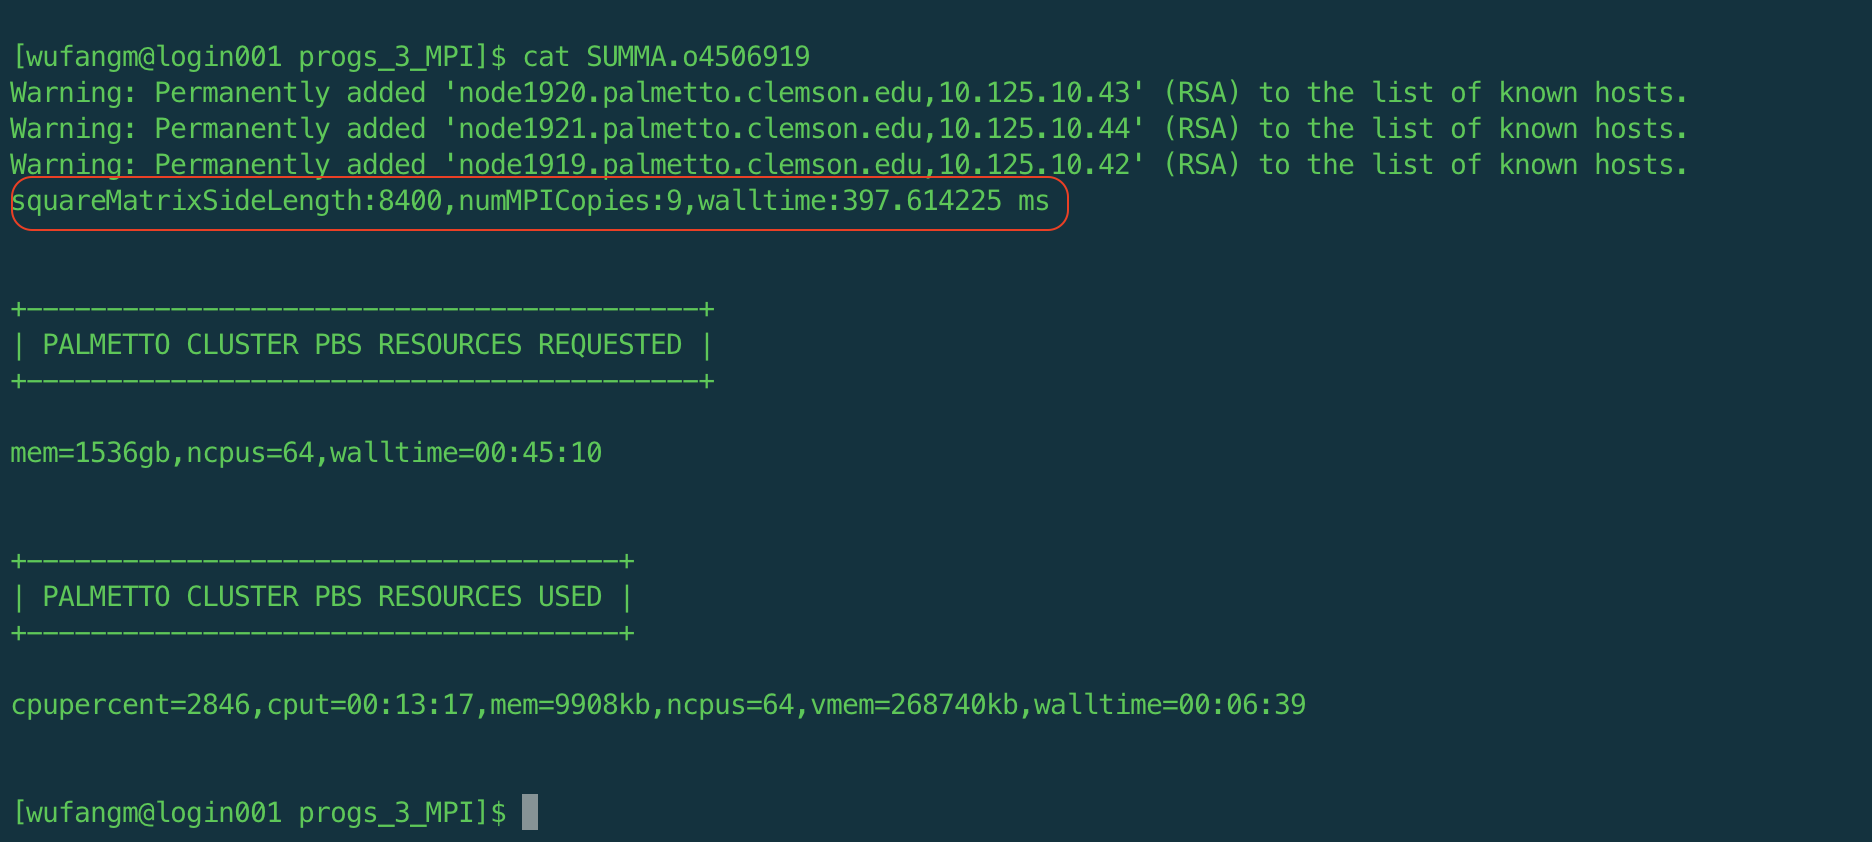 [wufangm@login001 progs_3_MPI]$ cat SUMMA.o4506919
Warning: Permanently added 'node1920.palmetto.clemson.edu,10.125.10.43' (RSA) to the list of known hosts.
Warning: Permanently added 'node1921.palmetto.clemson.edu,10.125.10.44' (RSA) to the list of known hosts.
Warning: Permanently added 'node1919.palmetto.clemson.edu,10.125.10.42' (RSA) to the list of known hosts.
squareMatrixSideLength:8400,numMPICopies:9,walltime:397.614225 ms
+------------------------------------------+
| PALMETTO CLUSTER PBS RESOURCES REQUESTED |
+------------------------------------------+
mem=1536gb,ncpus=64,walltime=00:45:10
+-------------------------------------+
| PALMETTO CLUSTER PBS RESOURCES USED |
+-------------------------------------+
cpupercent=2846,cput=00:13:17,mem=9908kb,ncpus=64,vmem=268740kb,walltime=00:06:39
[wufangm@login001 progs_3_MPI]$